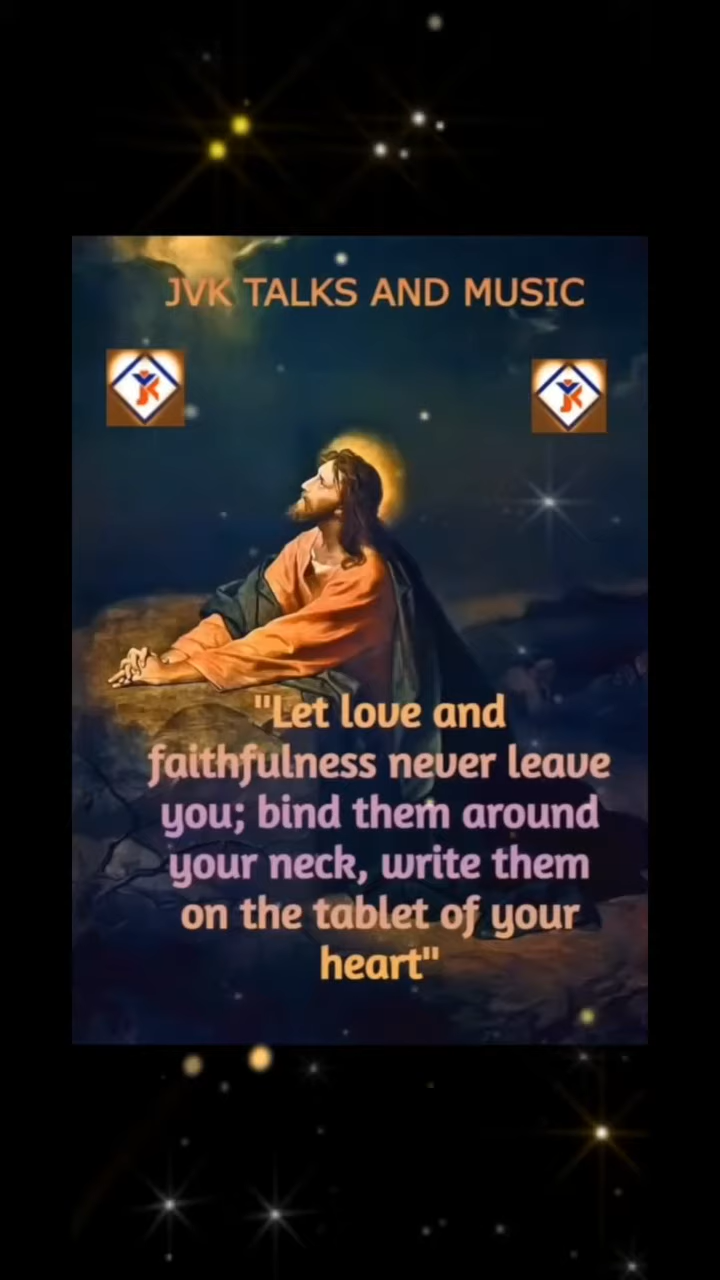 JVK TALKS AND MUSIC
"Let love and
faithfulness never leave
you; bind them around
your neck, write them
on the tablet of your
heart"